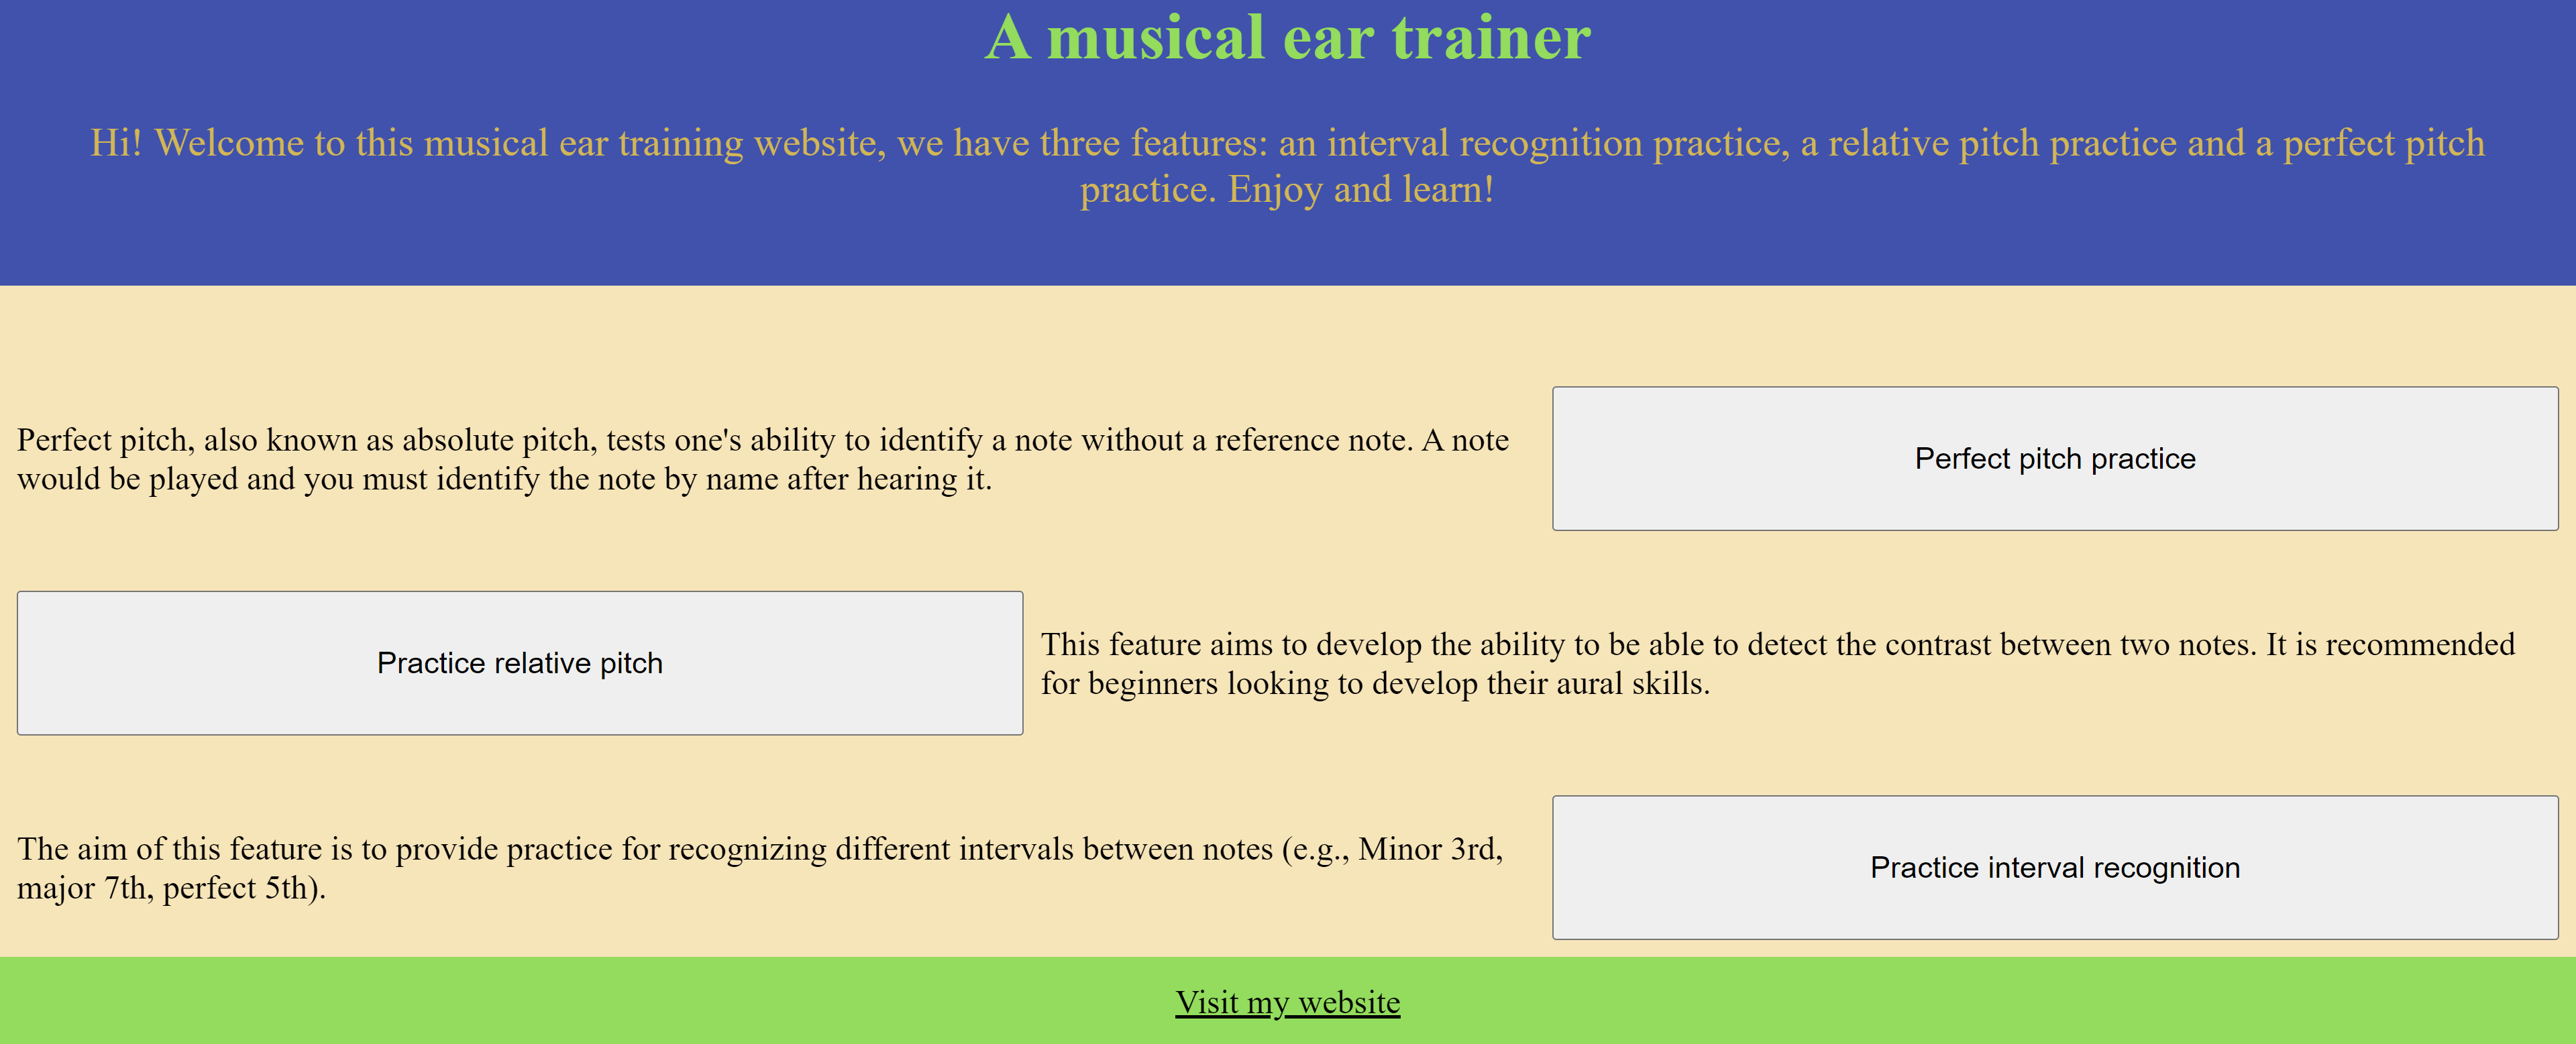 A musical ear trainer
Hi! Welcome to this musical ear training website, we have three features: an interval recognition practice, a relative pitch practice and a perfect pitch
practice. Enjoy and learn!
Perfect pitch, also known as absolute pitch, tests one's ability to identify a note without a reference note. A note
would be played and you must identify the note by name after hearing it.
Perfect pitch practice
Practice relative pitch
This feature aims to develop the ability to be able to detect the contrast between two notes. It is recommended
for beginners looking to develop their aural skills.
The aim of this feature is to provide practice for recognizing different intervals between notes (e.g., Minor 3rd,
major 7th, perfect 5th).
Practice interval recognition
Visit my website